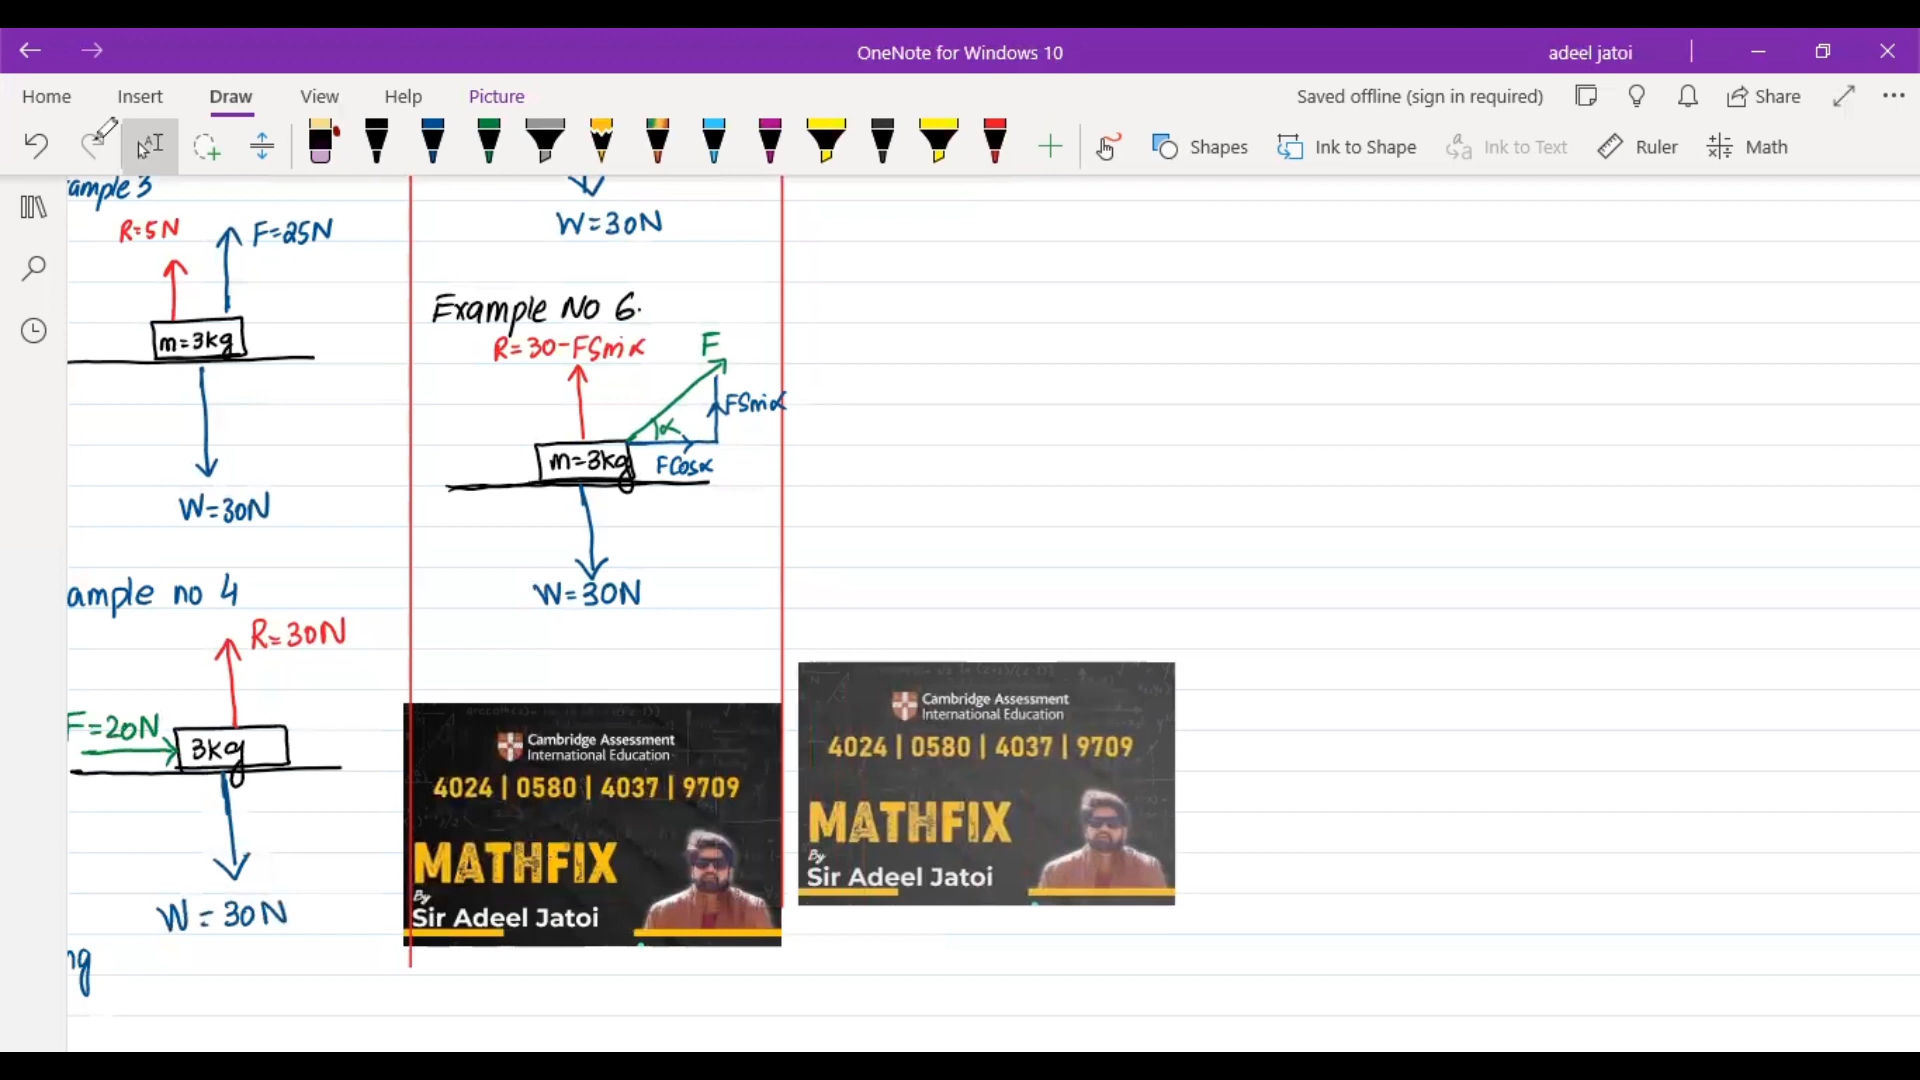 OneNote for Windows 10
adeel jatoi
Home
Insert
Draw
View
Help
Picture
Saved offline (sign in required)
Share
Shapes
Ink to Shape
Ink to Text
Ruler
Math
ample 3
R=5N
F=25N
m=3kg
W=30N
ample no 4
R=30N
F=20N
3kg
W=30N
ng
W=30N
Example No 6.
R=30-FSinα
F
FSinα
α
m=3kg
FCosα
W=30N
Cambridge Assessment
International Education
4024 | 0580 | 4037 | 9709
MATHFIX
By
Sir Adeel Jatoi
Cambridge Assessment
International Education
4024 | 0580 | 4037 | 9709
MATHFIX
By
Sir Adeel Jatoi